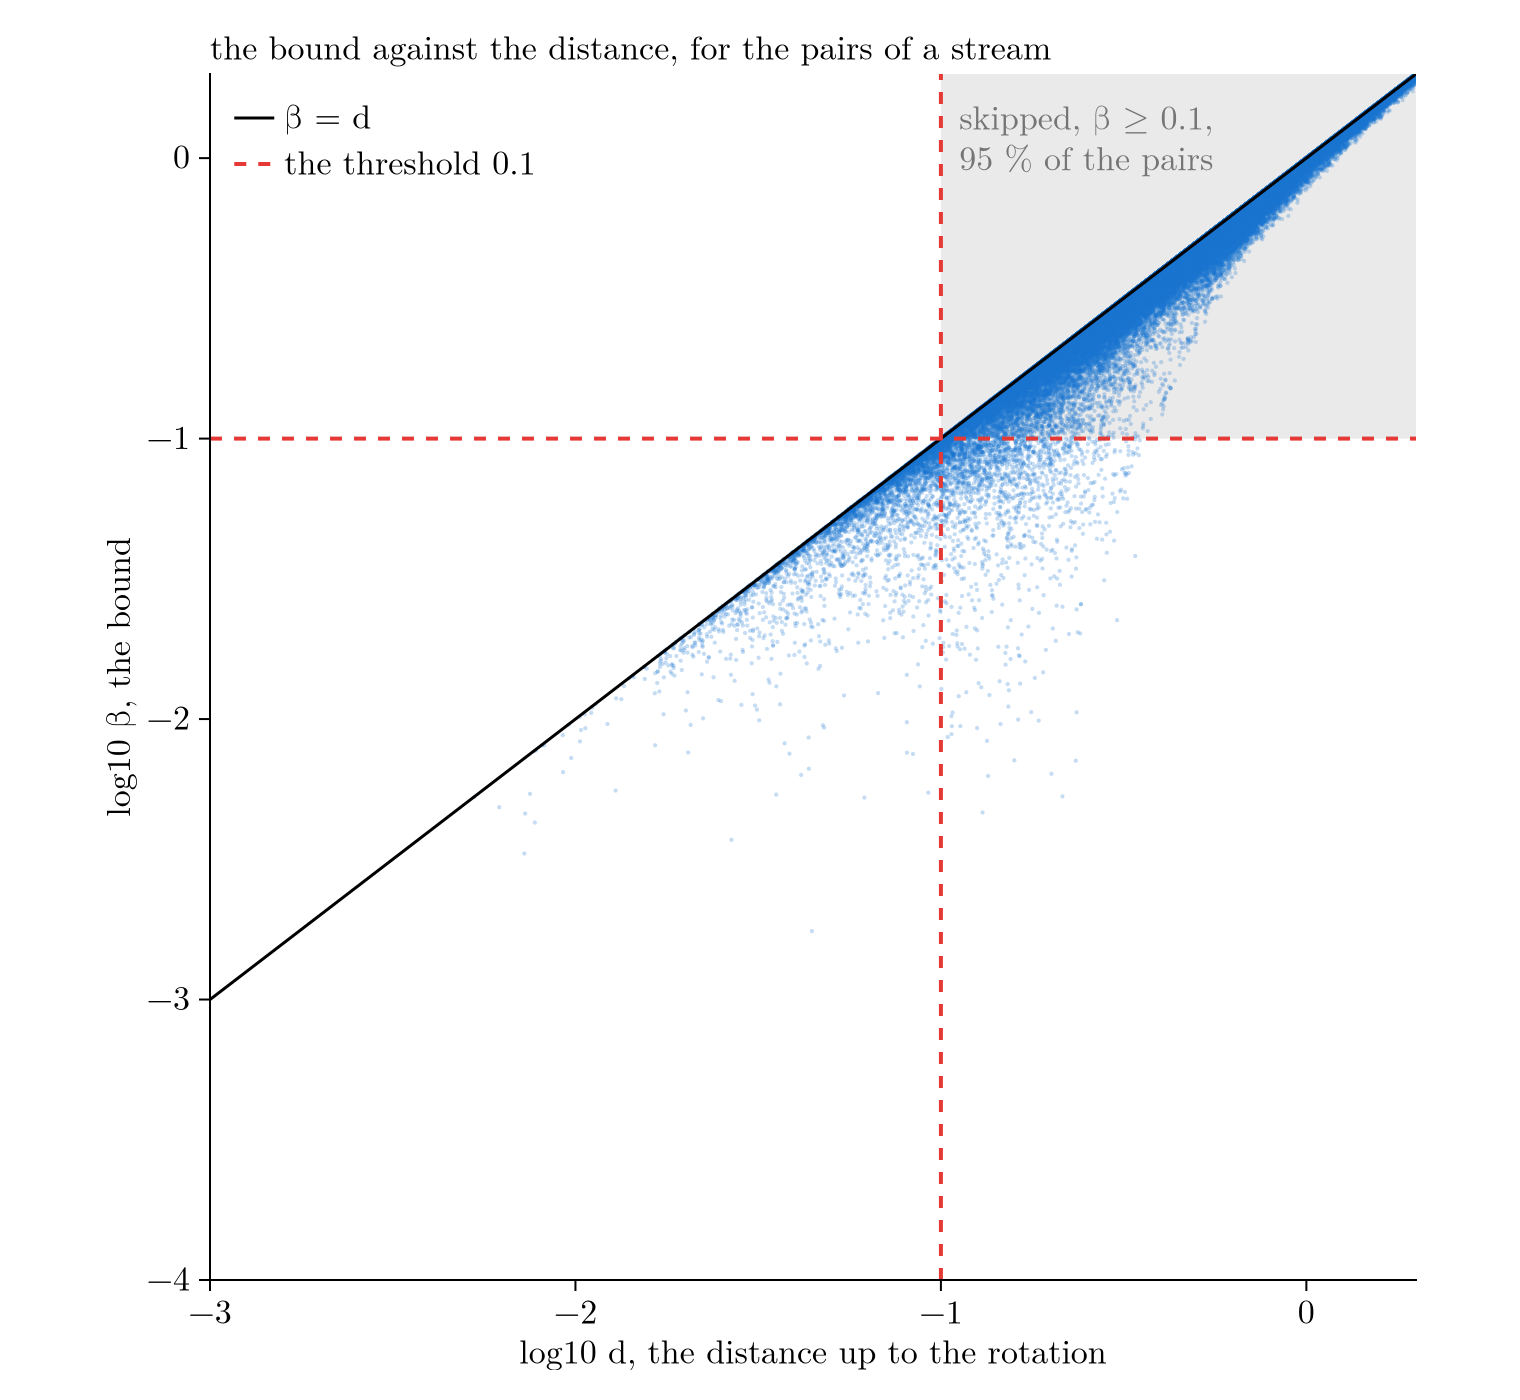 the bound against the distance, for the pairs of a stream
β = d
the threshold 0.1
skipped, β ≥ 0.1,
95 % of the pairs
0
−1
−2
−3
−4
log10 β, the bound
−3
−2
−1
0
log10 d, the distance up to the rotation